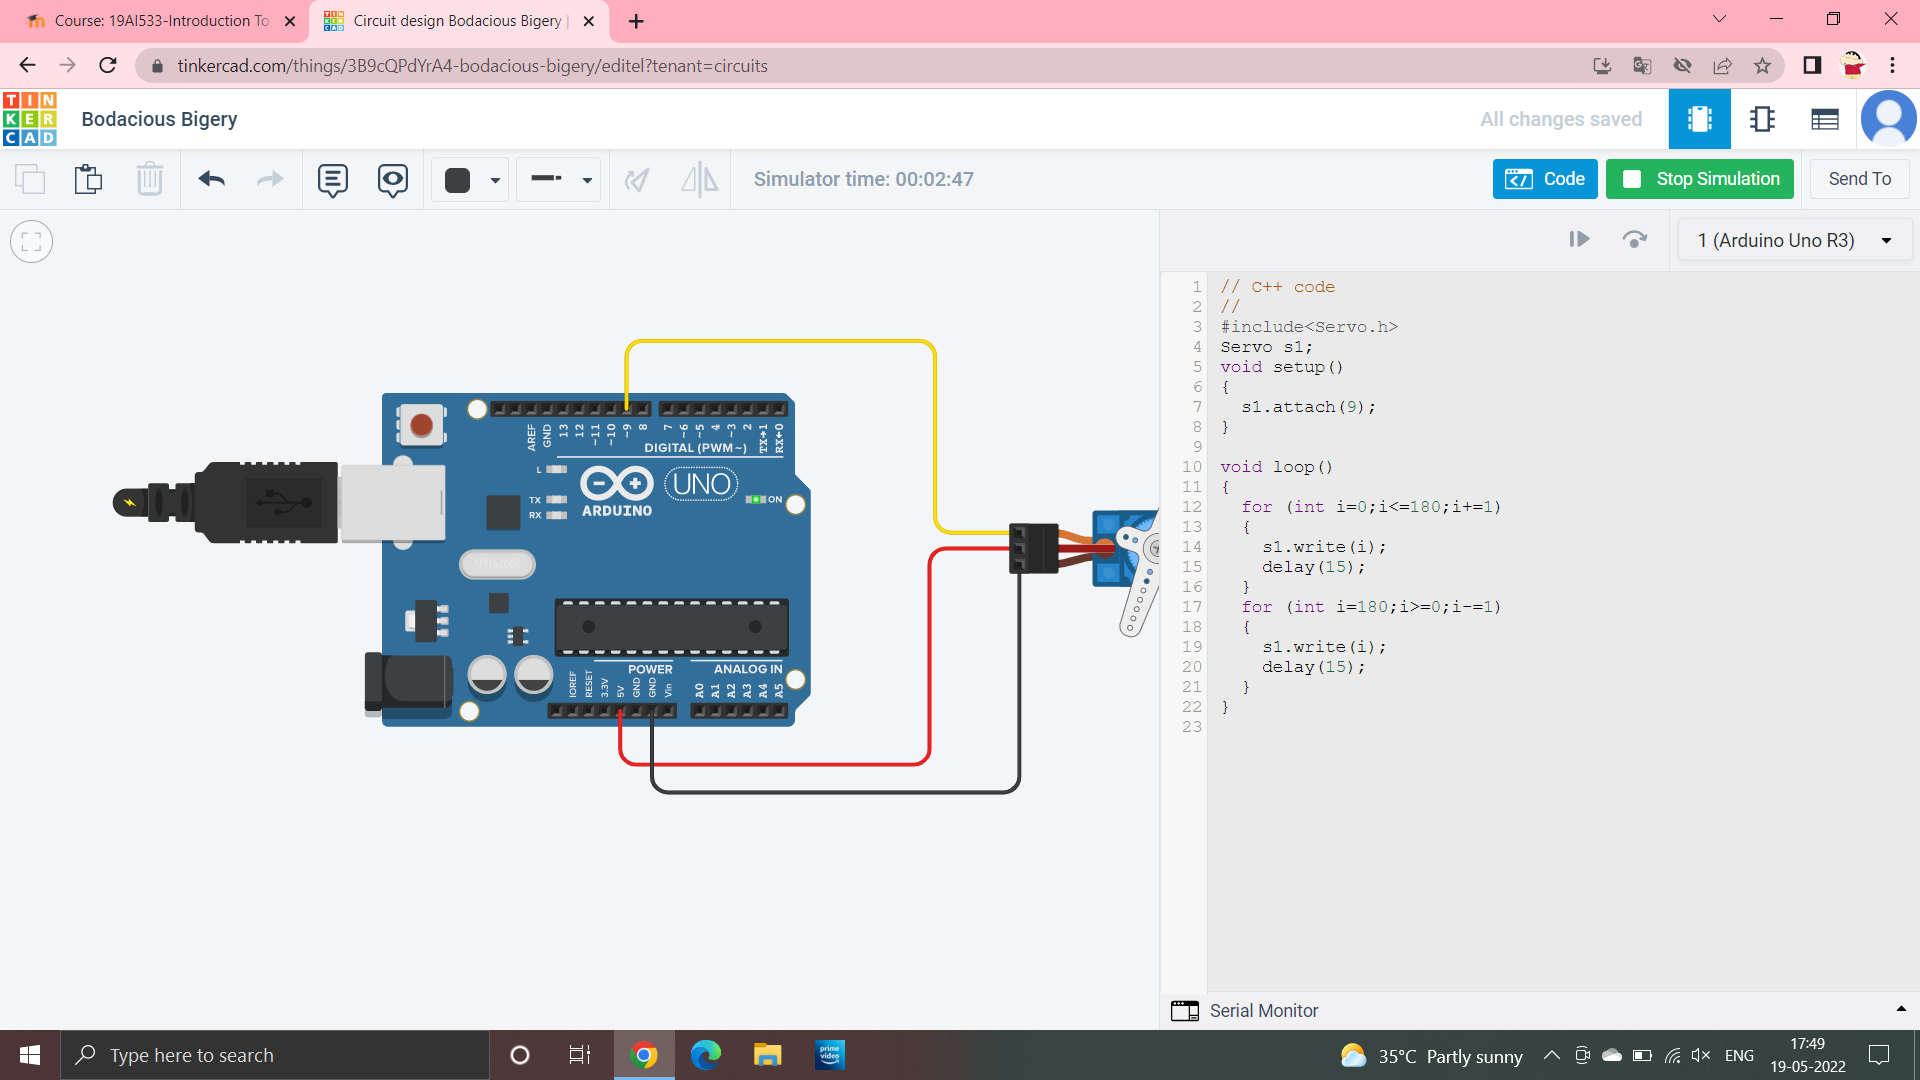 Course: 19AI533-Introduction To
Circuit design Bodacious Bigery |
tinkercad.com/things/3B9cQPdYrA4-bodacious-bigery/editel?tenant=circuits
TIN
KER
CAD
Bodacious Bigery
All changes saved
Simulator time: 00:02:47
Code
Stop Simulation
Send To
1 (Arduino Uno R3)
AREF
GND
13
12
~11
~10
~9
8
7
~6
~5
4
~3
2
TX→1
RX←0
DIGITAL (PWM~)
L
TX
RX
ARDUINO
UNO
ON
POWER
ANALOG IN
IOREF
RESET
3.3V
5V
GND
GND
Vin
A0
A1
A2
A3
A4
A5
1 // C++ code
2 //
3 #include<Servo.h>
4 Servo s1;
5 void setup()
6 {
7 s1.attach(9);
8 }
9
10 void loop()
11 {
12 for (int i=0;i<=180;i+=1)
13 {
14 s1.write(i);
15 delay(15);
16 }
17 for (int i=180;i>=0;i-=1)
18 {
19 s1.write(i);
20 delay(15);
21 }
22 }
23
Serial Monitor
Type here to search
prime video
35°C Partly sunny
ENG
17:49
19-05-2022